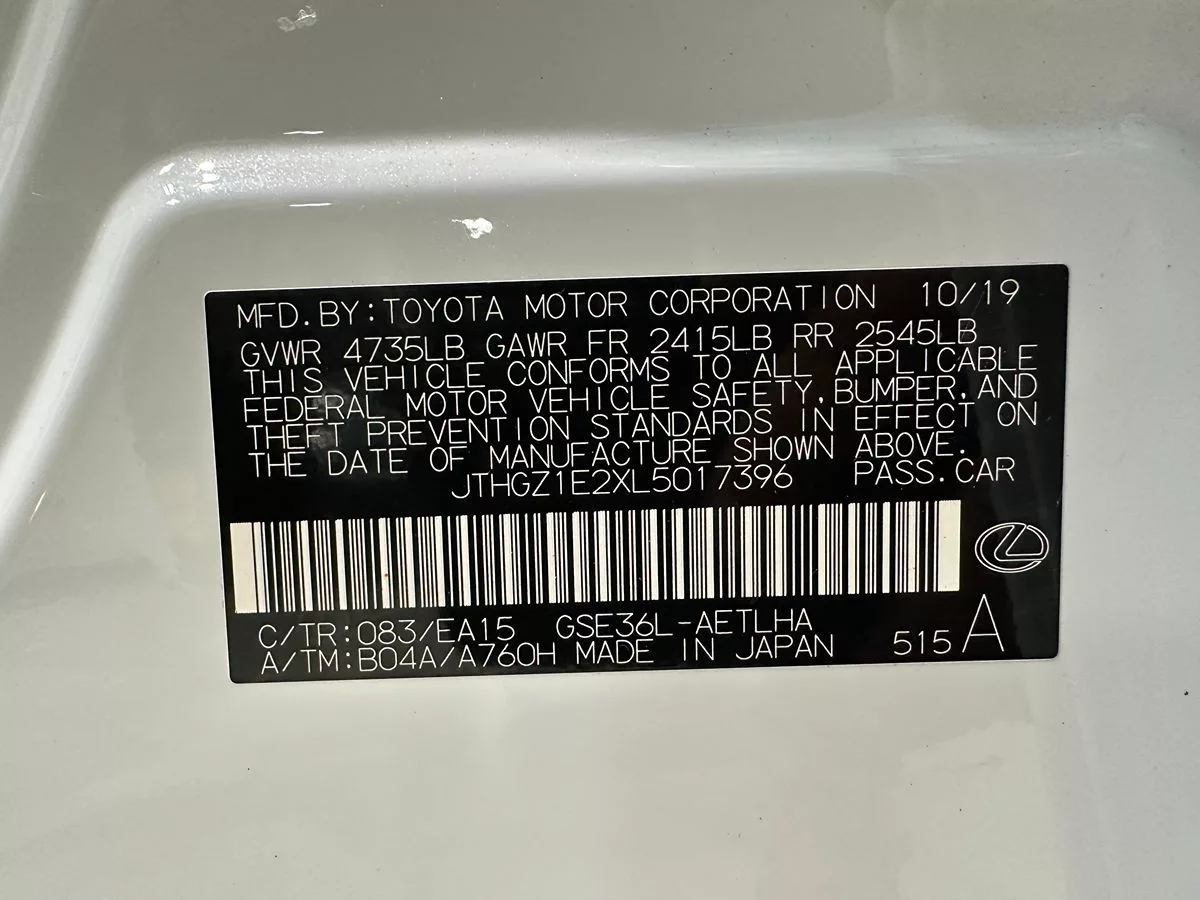 MFD.BY:TOYOTA MOTOR CORPORATION 10/19
GVWR 4735LB GAWR FR 2415LB RR 2545LB
THIS VEHICLE CONFORMS TO ALL APPLICABLE
FEDERAL MOTOR VEHICLE SAFETY,BUMPER,AND
THEFT PREVENTION STANDARDS IN EFFECT ON
THE DATE OF MANUFACTURE SHOWN ABOVE.
JTHGZ1E2XL5017396 PASS.CAR
C/TR:083/EA15 GSE36L-AETLHA
A/TM:B04A/A760H MADE IN JAPAN 515 A